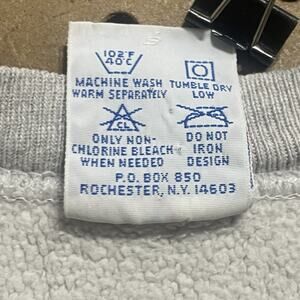 102°F
40°C
MACHINE WASH
WARM SEPARATELY
TUMBLE DRY
LOW
CL
ONLY NON-
CHLORINE BLEACH
WHEN NEEDED
DO NOT
IRON
DESIGN
P.O. BOX 850
ROCHESTER, N.Y. 14603